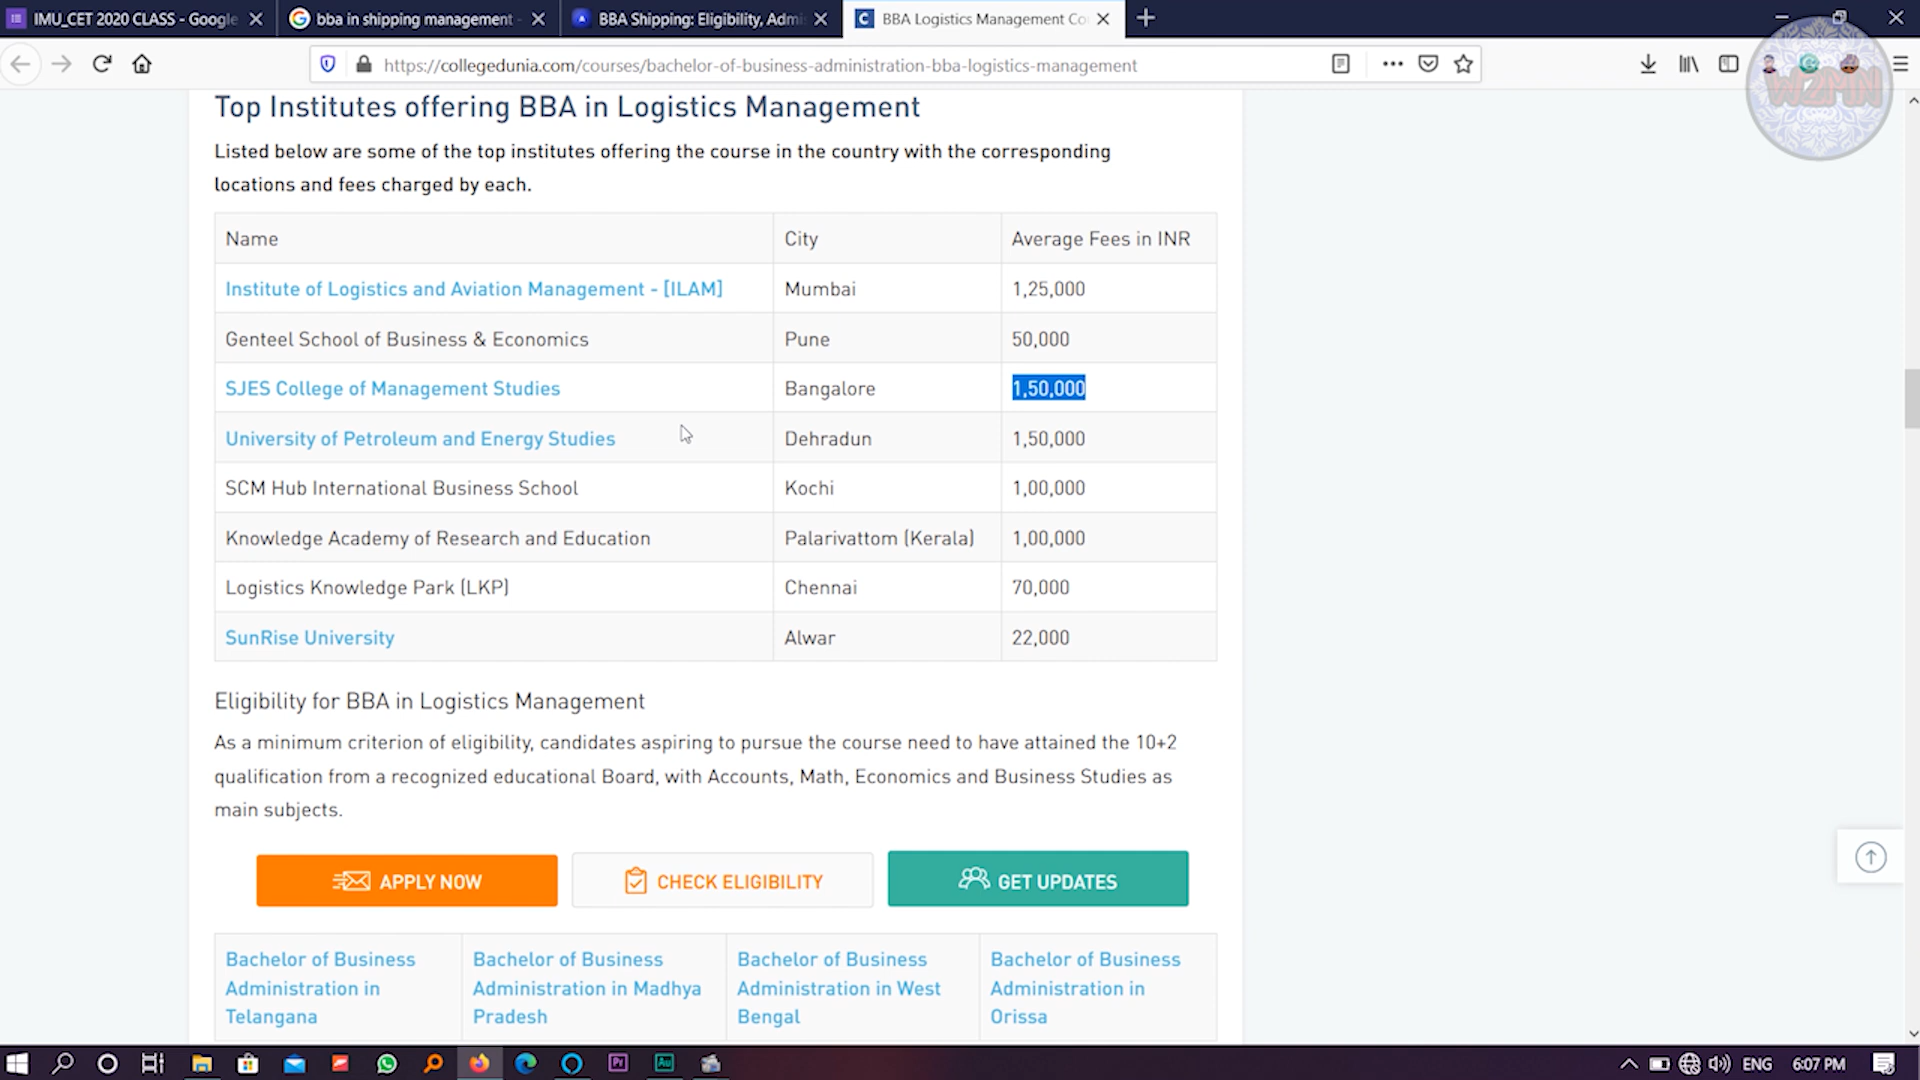 IMU_CET 2020 CLASS - Google
bba in shipping management -
BBA Shipping: Eligibility, Admi
BBA Logistics Management Co
https://collegedunia.com/courses/bachelor-of-business-administration-bba-logistics-management
WZMN
Top Institutes offering BBA in Logistics Management
Listed below are some of the top institutes offering the course in the country with the corresponding
locations and fees charged by each.
Name City Average Fees in INR
Institute of Logistics and Aviation Management - [ILAM] Mumbai 1,25,000
Genteel School of Business & Economics Pune 50,000
SJES College of Management Studies Bangalore 1,50,000
University of Petroleum and Energy Studies Dehradun 1,50,000
SCM Hub International Business School Kochi 1,00,000
Knowledge Academy of Research and Education Palarivattom (Kerala) 1,00,000
Logistics Knowledge Park (LKP) Chennai 70,000
SunRise University Alwar 22,000
Eligibility for BBA in Logistics Management
As a minimum criterion of eligibility, candidates aspiring to pursue the course need to have attained the 10+2
qualification from a recognized educational Board, with Accounts, Math, Economics and Business Studies as
main subjects.
APPLY NOW
CHECK ELIGIBILITY
GET UPDATES
Bachelor of Business
Administration in
Telangana
Bachelor of Business
Administration in Madhya
Pradesh
Bachelor of Business
Administration in West
Bengal
Bachelor of Business
Administration in
Orissa
Pr
Au
ENG
6:07 PM